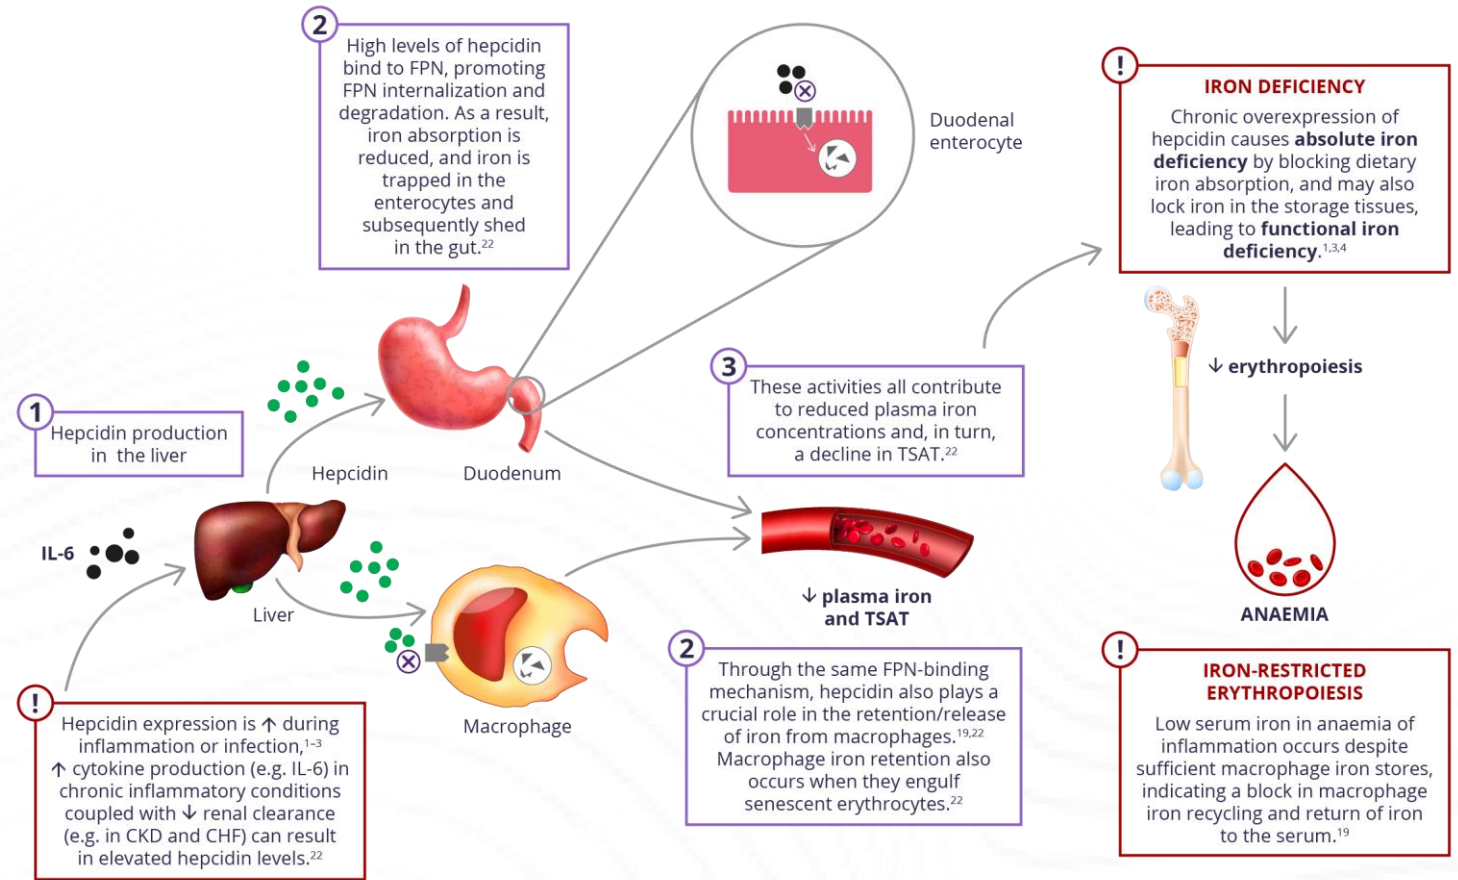 2
High levels of hepcidin
bind to FPN, promoting
FPN internalization and
degradation. As a result,
iron absorption is
reduced, and iron is
trapped in the
enterocytes and
subsequently shed
in the gut.22
Duodenal
enterocyte
!
IRON DEFICIENCY
Chronic overexpression of
hepcidin causes absolute iron
deficiency by blocking dietary
iron absorption, and may also
lock iron in the storage tissues,
leading to functional iron
deficiency.1,3,4
1
Hepcidin production
in the liver
Hepcidin
Duodenum
3
These activities all contribute
to reduced plasma iron
concentrations and, in turn,
a decline in TSAT.22
↓ erythropoiesis
IL-6
Liver
Macrophage
↓ plasma iron
and TSAT
ANAEMIA
!
Hepcidin expression is ↑ during
inflammation or infection,1–3
↑ cytokine production (e.g. IL-6) in
chronic inflammatory conditions
coupled with ↓ renal clearance
(e.g. in CKD and CHF) can result
in elevated hepcidin levels.22
2
Through the same FPN-binding
mechanism, hepcidin also plays a
crucial role in the retention/release
of iron from macrophages.19,22
Macrophage iron retention also
occurs when they engulf
senescent erythrocytes.22
!
IRON-RESTRICTED
ERYTHROPOIESIS
Low serum iron in anaemia of
inflammation occurs despite
sufficient macrophage iron stores,
indicating a block in macrophage
iron recycling and return of iron
to the serum.19